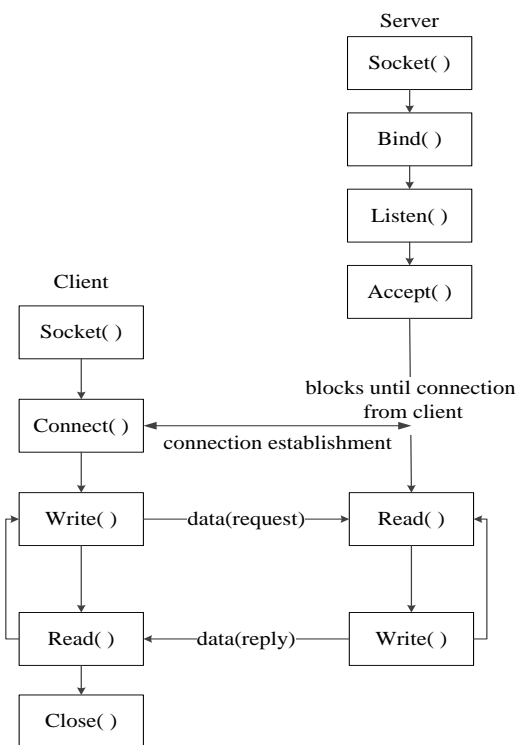 Server
Socket( )
Bind( )
Listen( )
Accept( )
Client
Socket( )
blocks until connection
from client
Connect( )
connection establishment
Write( )
data(request)
Read( )
Read( )
data(reply)
Write( )
Close( )